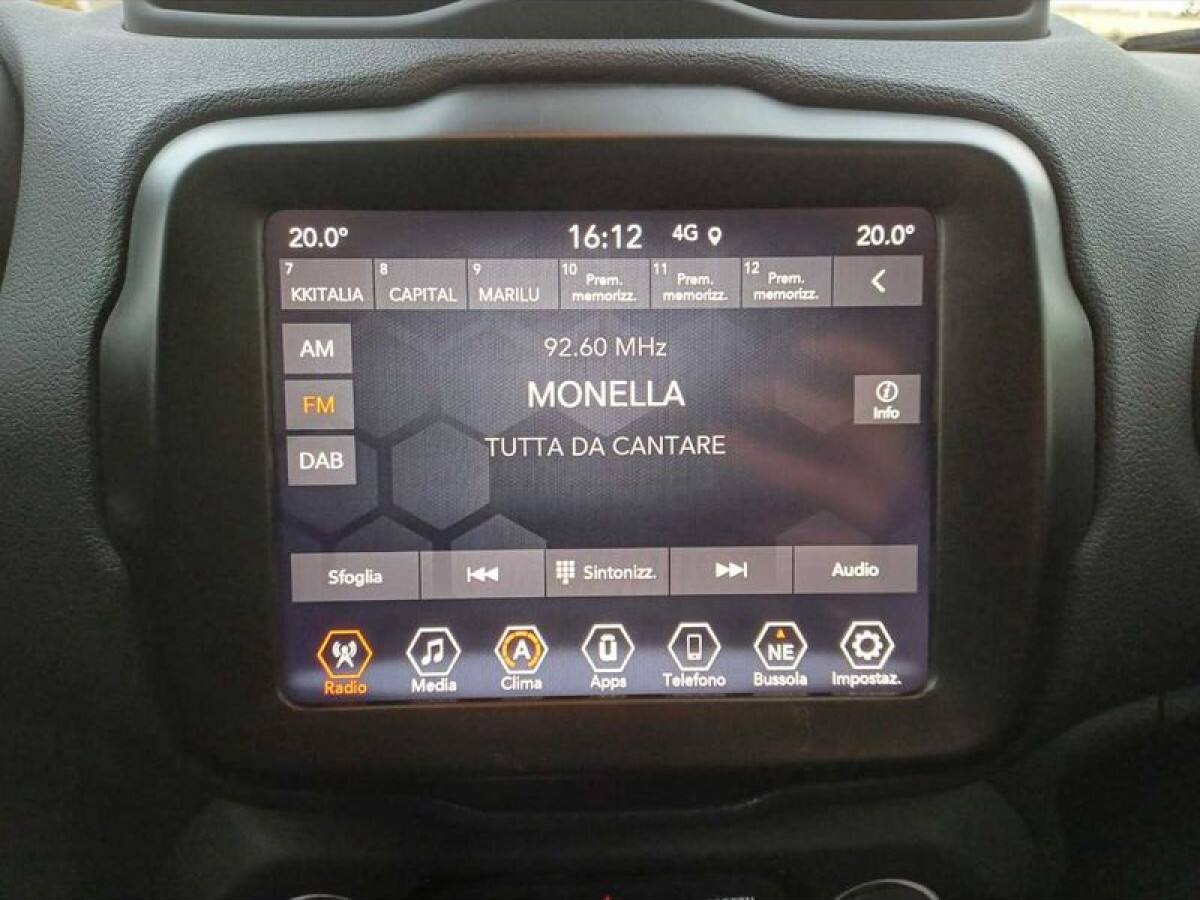 20.0° 16:12 4G 20.0°
7 8 9 10 11 12
KKITALIA CAPITAL MARILU Prem. memorizz. Prem. memorizz. Prem. memorizz. <
AM
92.60 MHz
MONELLA
FM
Info
TUTTA DA CANTARE
DAB
Sfoglia Sintonizz. Audio
A NE
Radio Media Clima Apps Telefono Bussola Impostaz.